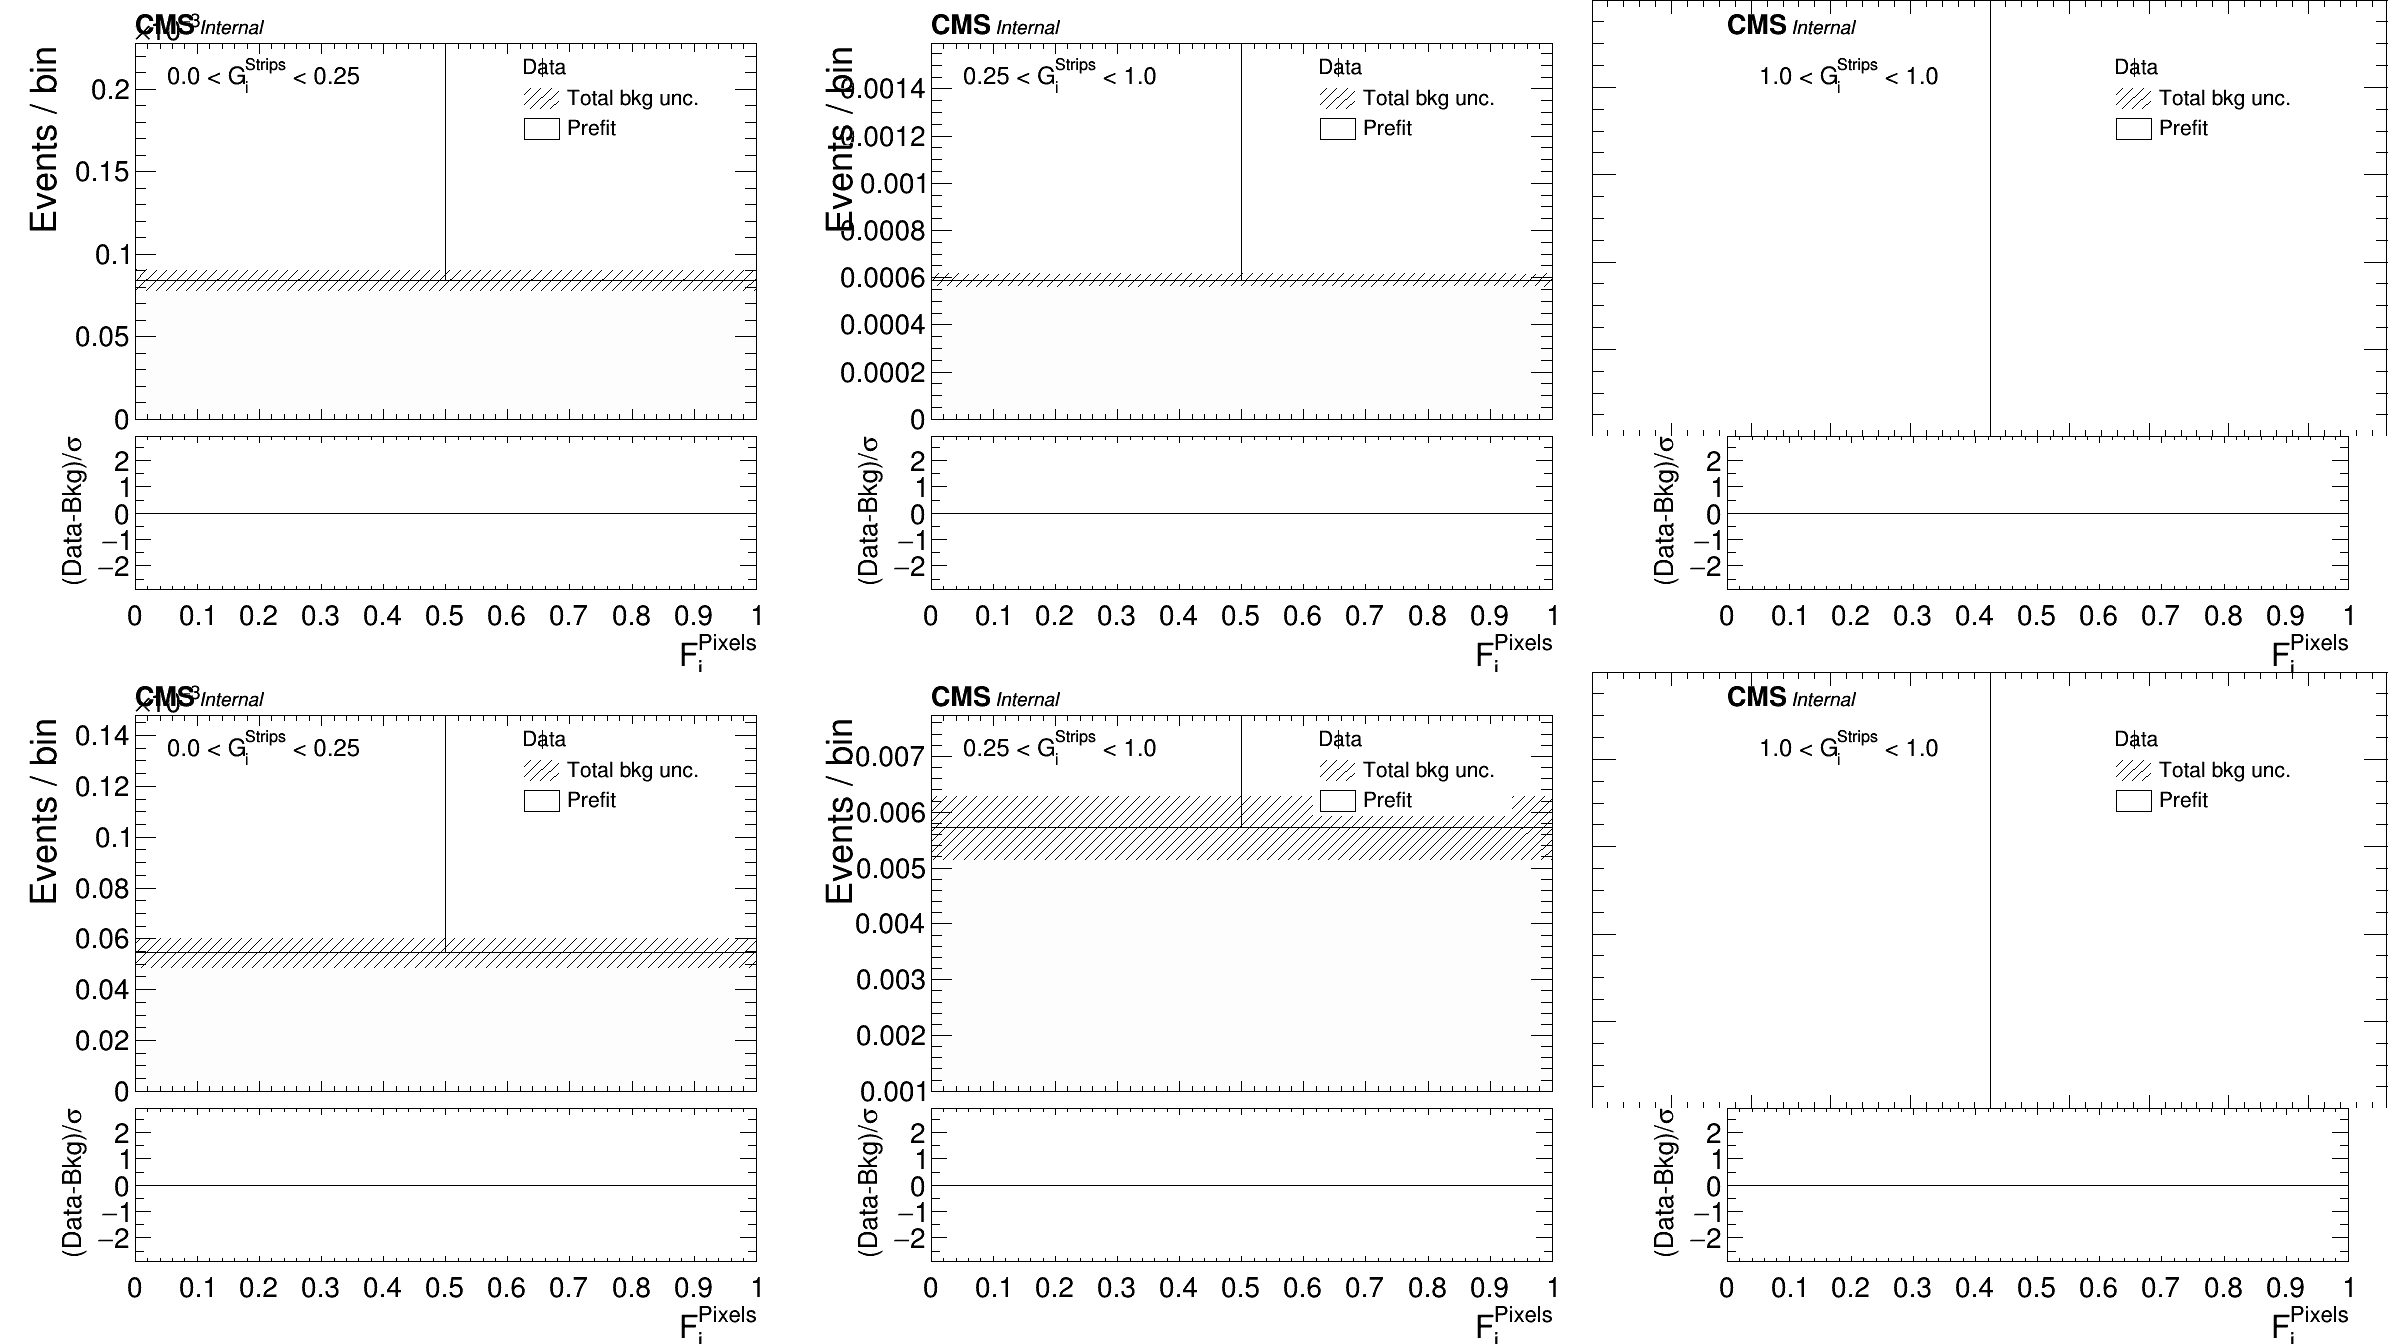 CMS Internal
×10⁻³
0.0 < G_i^Strips < 0.25
Data
Total bkg unc.
Prefit
Events / bin
0.2
0.15
0.1
0.05
0
(Data-Bkg)/σ
2
1
0
−1
−2
0 0.1 0.2 0.3 0.4 0.5 0.6 0.7 0.8 0.9 1
F_i^Pixels
CMS Internal
0.25 < G_i^Strips < 1.0
Data
Total bkg unc.
Prefit
Events / bin
0.0014
0.0012
0.001
0.0008
0.0006
0.0004
0.0002
0
(Data-Bkg)/σ
2
1
0
−1
−2
0 0.1 0.2 0.3 0.4 0.5 0.6 0.7 0.8 0.9 1
F_i^Pixels
CMS Internal
1.0 < G_i^Strips < 1.0
Data
Total bkg unc.
Prefit
(Data-Bkg)/σ
2
1
0
−1
−2
0 0.1 0.2 0.3 0.4 0.5 0.6 0.7 0.8 0.9 1
F_i^Pixels
CMS Internal
×10⁻³
0.0 < G_i^Strips < 0.25
Data
Total bkg unc.
Prefit
Events / bin
0.14
0.12
0.1
0.08
0.06
0.04
0.02
0
(Data-Bkg)/σ
2
1
0
−1
−2
0 0.1 0.2 0.3 0.4 0.5 0.6 0.7 0.8 0.9 1
F_i^Pixels
CMS Internal
0.25 < G_i^Strips < 1.0
Data
Total bkg unc.
Prefit
Events / bin
0.007
0.006
0.005
0.004
0.003
0.002
0.001
(Data-Bkg)/σ
2
1
0
−1
−2
0 0.1 0.2 0.3 0.4 0.5 0.6 0.7 0.8 0.9 1
F_i^Pixels
CMS Internal
1.0 < G_i^Strips < 1.0
Data
Total bkg unc.
Prefit
(Data-Bkg)/σ
2
1
0
−1
−2
0 0.1 0.2 0.3 0.4 0.5 0.6 0.7 0.8 0.9 1
F_i^Pixels